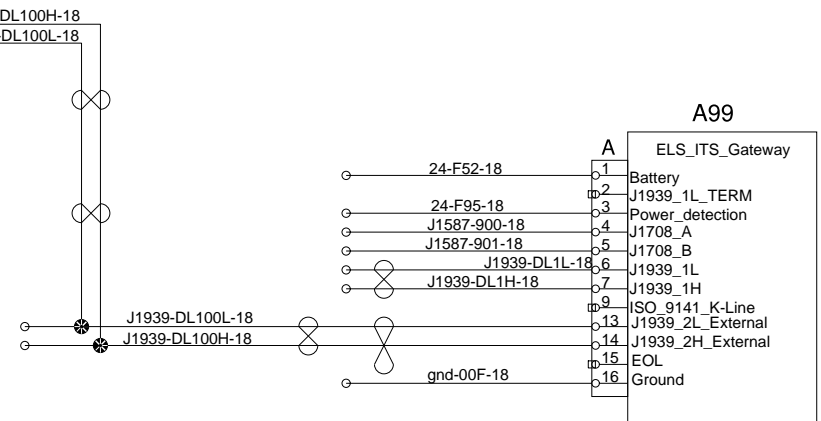 DL100H-18
-DL100L-18
A99
A
ELS_ITS_Gateway
24-F52-18
1
Battery
2
J1939_1L_TERM
24-F95-18
3
Power_detection
J1587-900-18
4
J1708_A
J1587-901-18
5
J1708_B
J1939-DL1L-18
6
J1939_1L
J1939-DL1H-18
7
J1939_1H
9
ISO_9141_K-Line
J1939-DL100L-18
13
J1939_2L_External
J1939-DL100H-18
14
J1939_2H_External
15
EOL
gnd-00F-18
16
Ground